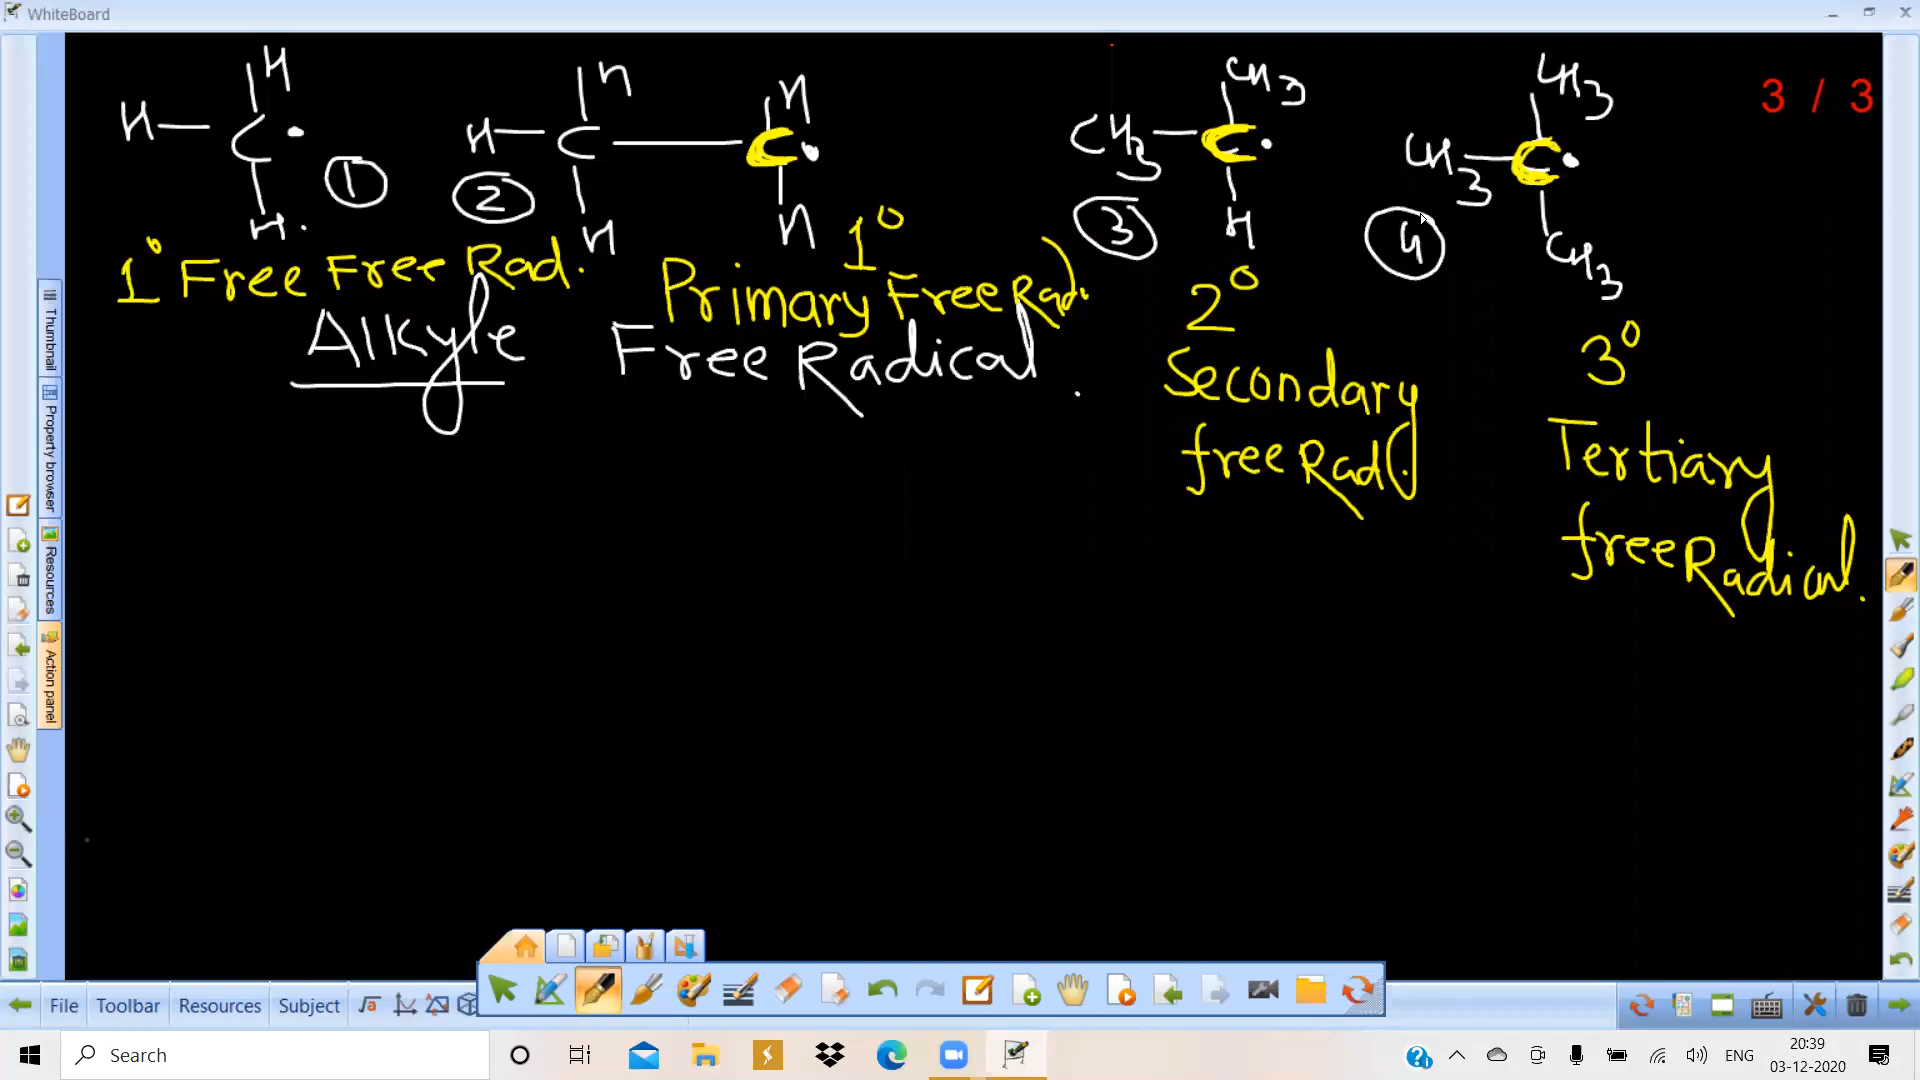 WhiteBoard
3 / 3
H H n n CH3 CH3
H— C • H— C — C • CH3 — C • CH3 — C •
H. ① ② H n ③ H ④ CH3
1° Free Free Rad. 1° Primary Free Rad.)
Alkyle Free Radical.
2°
Secondary
free Rad.
3°
Tertiary
free Radical.
Thumbnail
Property browser
Resources
Action panel
File Toolbar Resources Subject
Search
ENG
20:39
03-12-2020